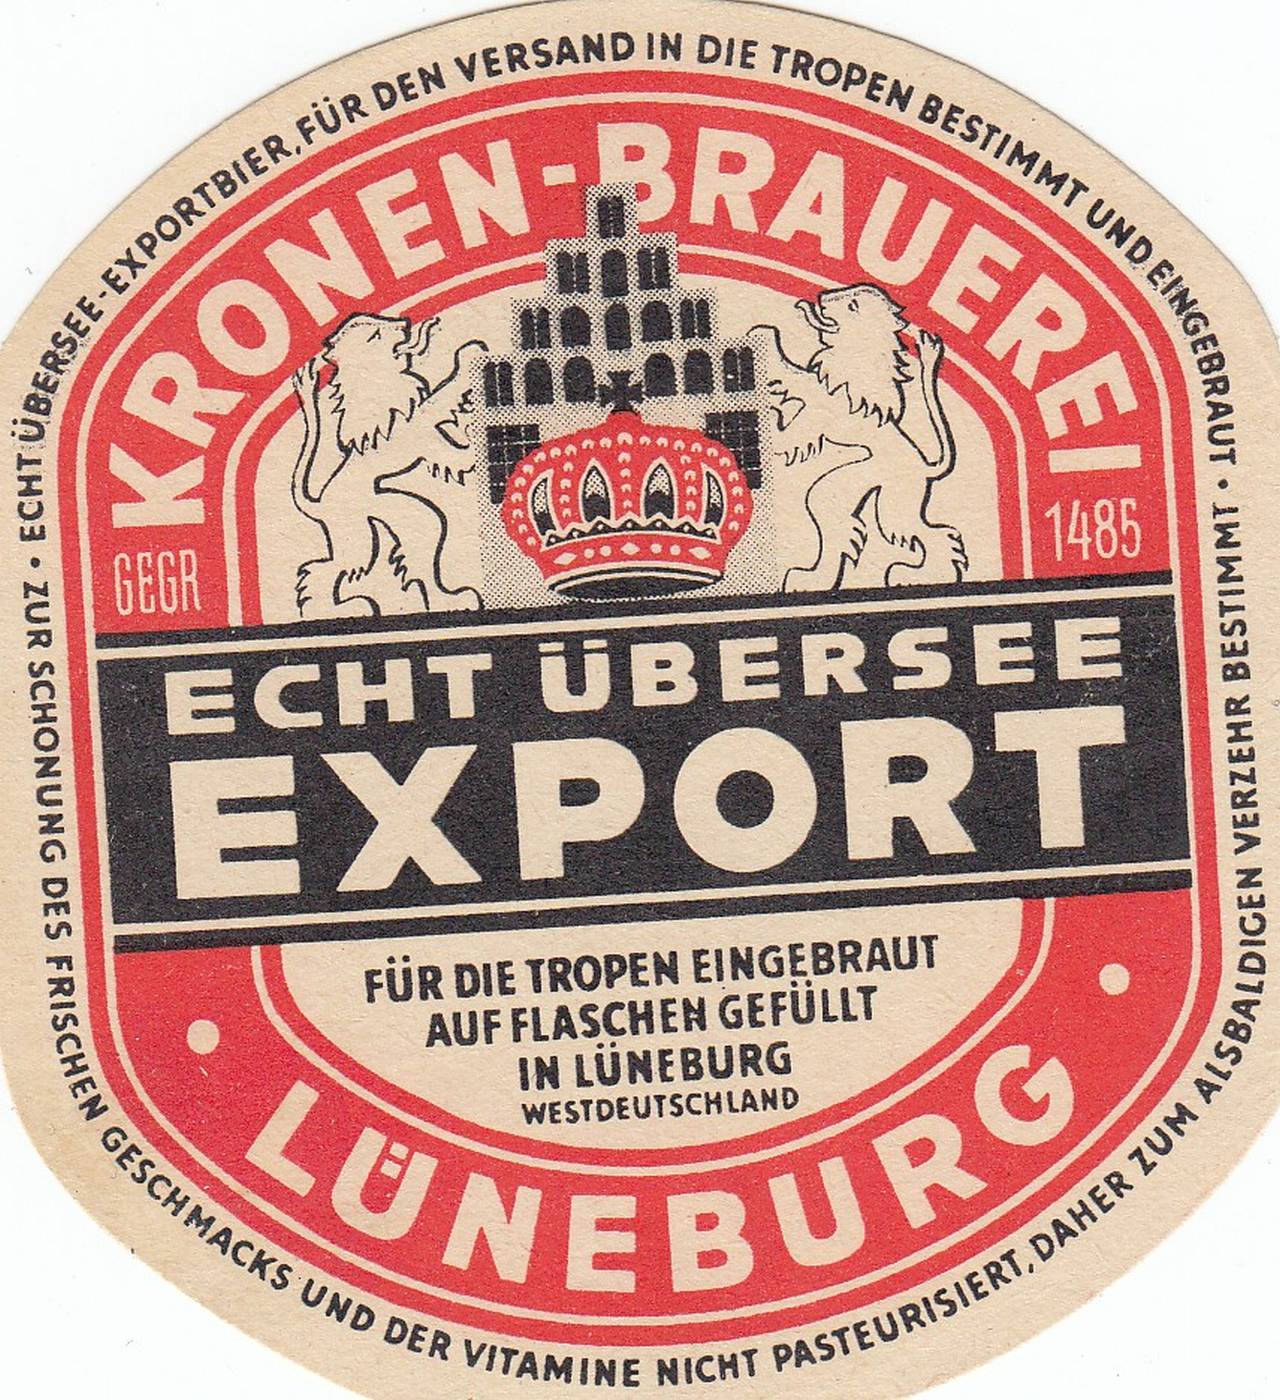 ECHT ÜBERSEE-EXPORTBIER, FÜR DEN VERSAND IN DIE TROPEN BESTIMMT UND EINGEBRAUT •
KRONEN-BRAUEREI
GEGR 1485
ECHT ÜBERSEE
EXPORT
FÜR DIE TROPEN EINGEBRAUT
AUF FLASCHEN GEFÜLLT
IN LÜNEBURG
WESTDEUTSCHLAND
• LÜNEBURG •
ZUR SCHONUNG DES FRISCHEN GESCHMACKS UND DER VITAMINE NICHT PASTEURISIERT, DAHER ZUM ALSBALDIGEN VERZEHR BESTIMMT •